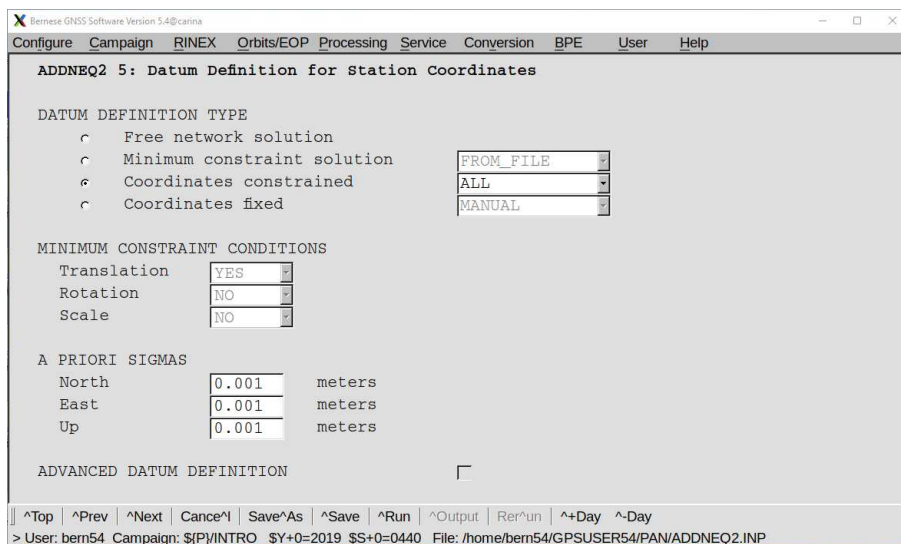 X Bernese GNSS Software Version 5.4@carina
Configure Campaign RINEX Orbits/EOP Processing Service Conversion BPE User Help
ADDNEQ2 5: Datum Definition for Station Coordinates
DATUM DEFINITION TYPE
Free network solution
Minimum constraint solution FROM_FILE
Coordinates constrained ALL
Coordinates fixed MANUAL
MINIMUM CONSTRAINT CONDITIONS
Translation YES
Rotation NO
Scale NO
A PRIORI SIGMAS
North 0.001 meters
East 0.001 meters
Up 0.001 meters
ADVANCED DATUM DEFINITION
^Top | ^Prev | ^Next | Cance^l | Save^As | ^Save | ^Run | ^Output | Rer^un | ^+Day ^-Day
> User: bern54 Campaign: ${P}/INTRO $Y+0=2019 $S+0=0440 File: /home/bern54/GPSUSER54/PAN/ADDNEQ2.INP